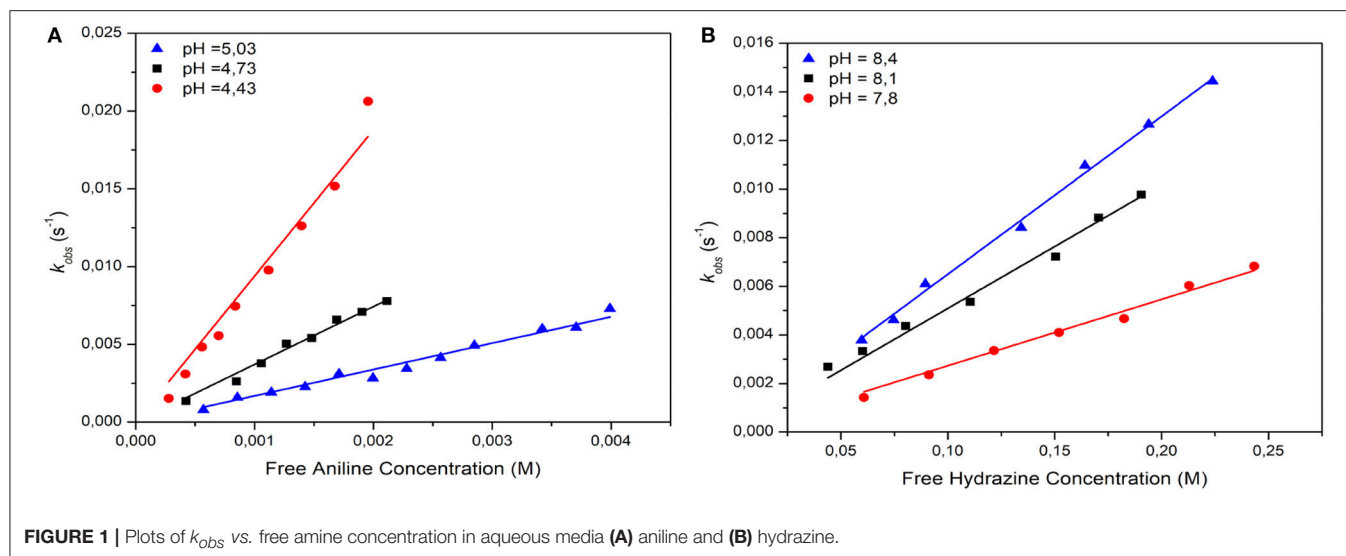 A
pH =5,03
pH =4,73
pH =4,43
0,025
0,020
0,015
0,010
0,005
0,000
k_obs (s⁻¹)
0,000 0,001 0,002 0,003 0,004
Free Aniline Concentration (M)
B
pH = 8,4
pH = 8,1
pH = 7,8
0,016
0,014
0,012
0,010
0,008
0,006
0,004
0,002
0,000
k_obs (s⁻¹)
0,05 0,10 0,15 0,20 0,25
Free Hydrazine Concentration (M)
FIGURE 1 | Plots of k_obs vs. free amine concentration in aqueous media (A) aniline and (B) hydrazine.